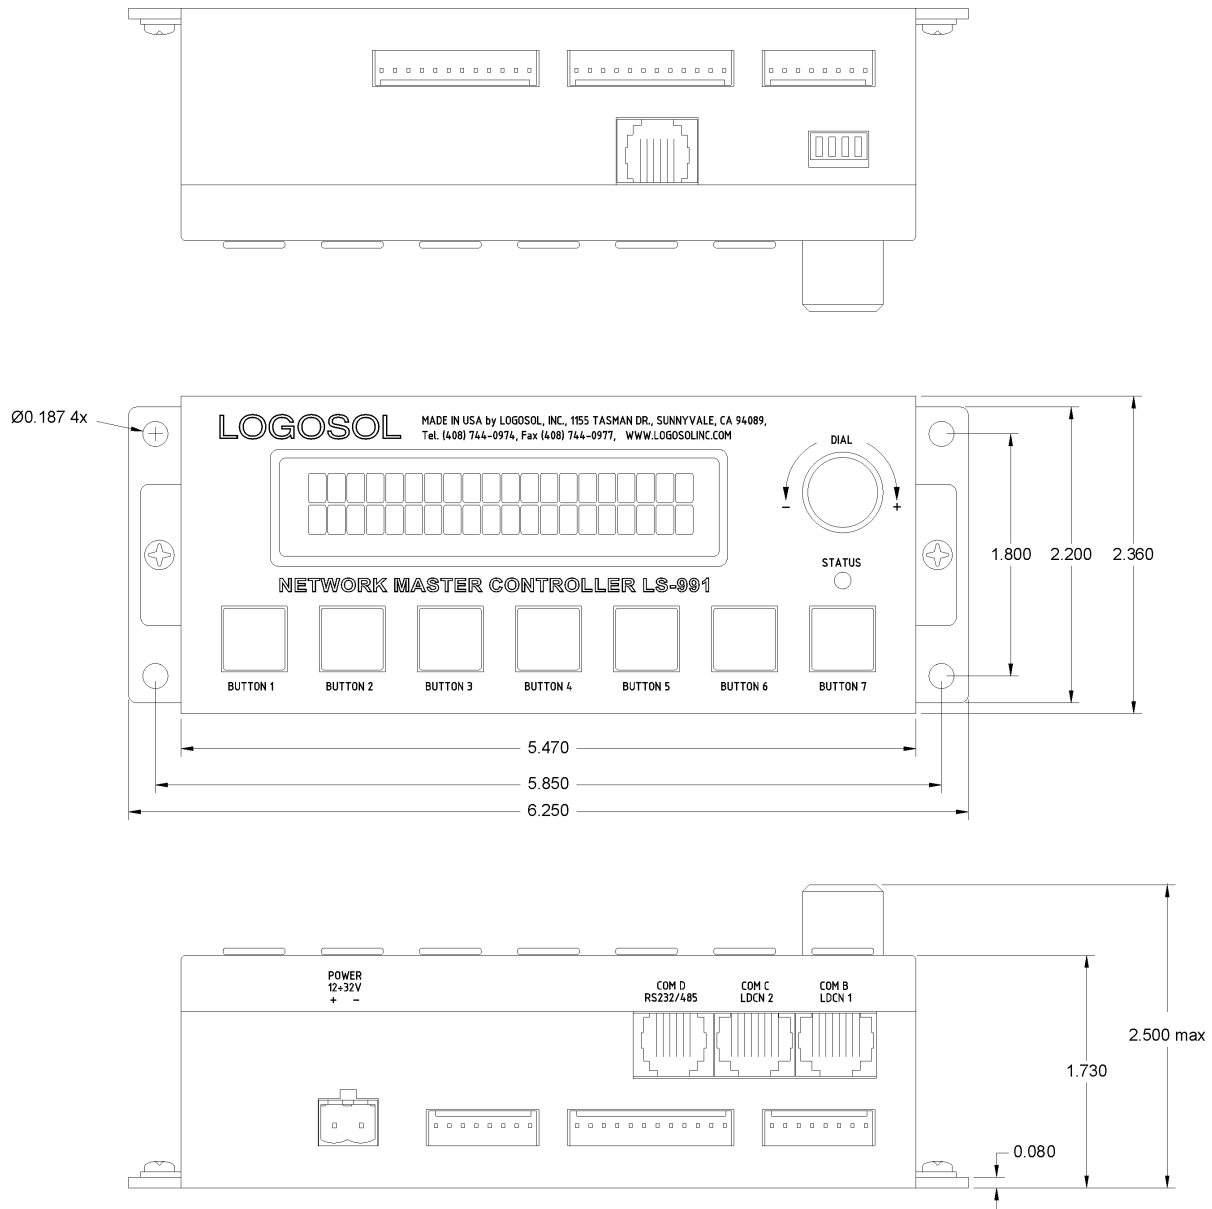 Ø0.187 4x
LOGOSOL
MADE IN USA by LOGOSOL, INC., 1155 TASMAN DR., SUNNYVALE, CA 94089,
Tel. (408) 744-0974, Fax (408) 744-0977, WWW.LOGOSOLINC.COM
DIAL
- +
STATUS
1.800 2.200 2.360
NETWORK MASTER CONTROLLER LS-991
BUTTON 1 BUTTON 2 BUTTON 3 BUTTON 4 BUTTON 5 BUTTON 6 BUTTON 7
5.470
5.850
6.250
POWER
12÷32V
+ -
COM D
RS232/485
COM C
LDCN 2
COM B
LDCN 1
2.500 max
1.730
0.080